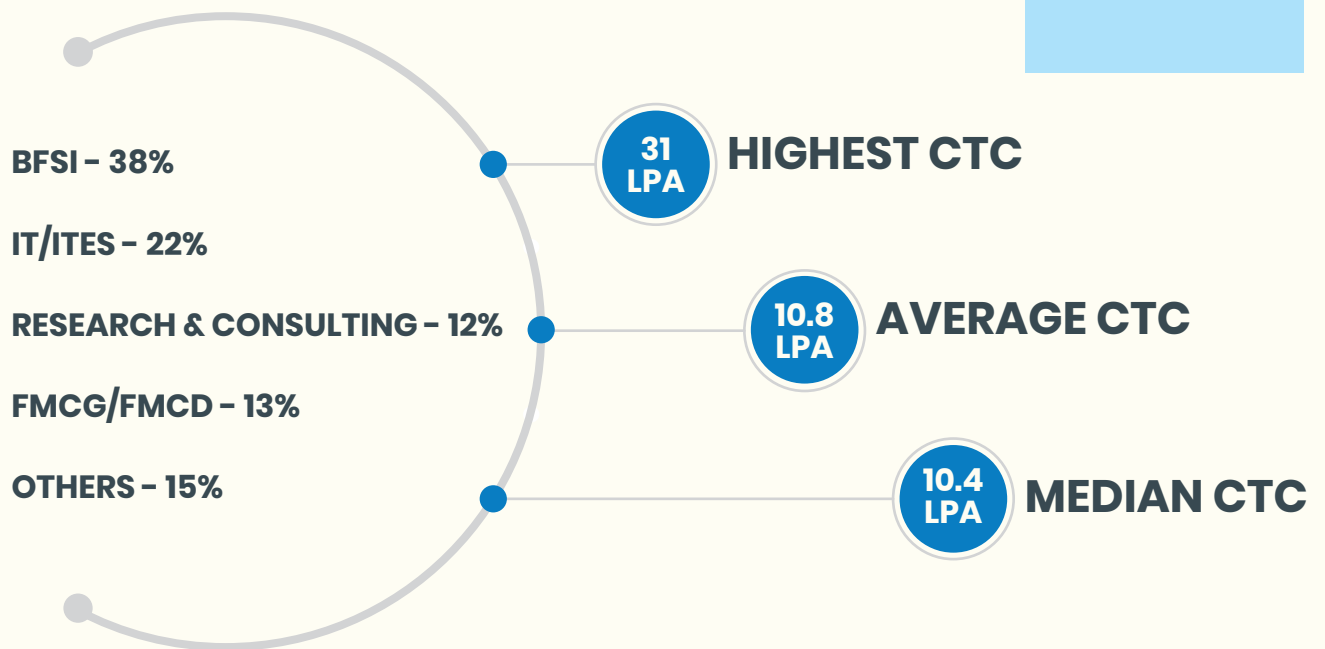 BFSI - 38%
IT/ITES - 22%
RESEARCH & CONSULTING - 12%
FMCG/FMCD - 13%
OTHERS - 15%
31
LPA
HIGHEST CTC
10.8
LPA
AVERAGE CTC
10.4
LPA
MEDIAN CTC